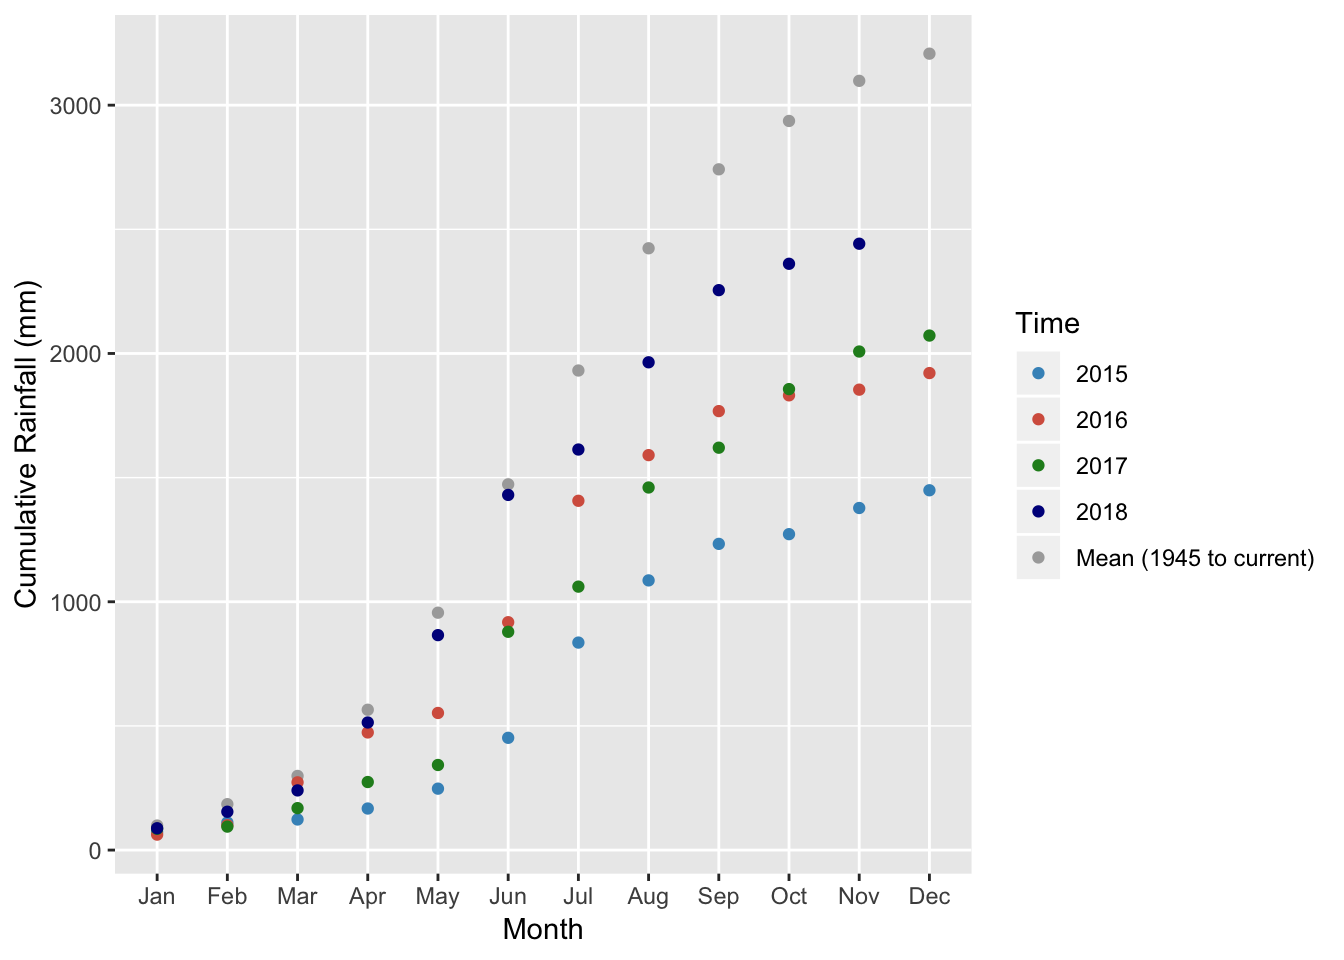 Cumulative Rainfall (mm)
3000
2000
1000
0
Jan Feb Mar Apr May Jun Jul Aug Sep Oct Nov Dec
Month
Time
2015
2016
2017
2018
Mean (1945 to current)